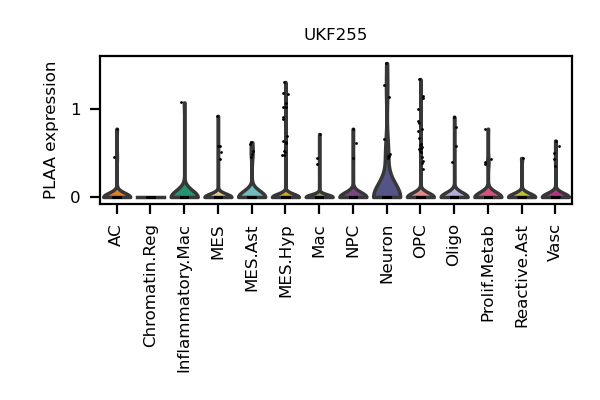 UKF255
PLAA expression
1
0
AC
Chromatin.Reg
Inflammatory.Mac
MES
MES.Ast
MES.Hyp
Mac
NPC
Neuron
OPC
Oligo
Prolif.Metab
Reactive.Ast
Vasc